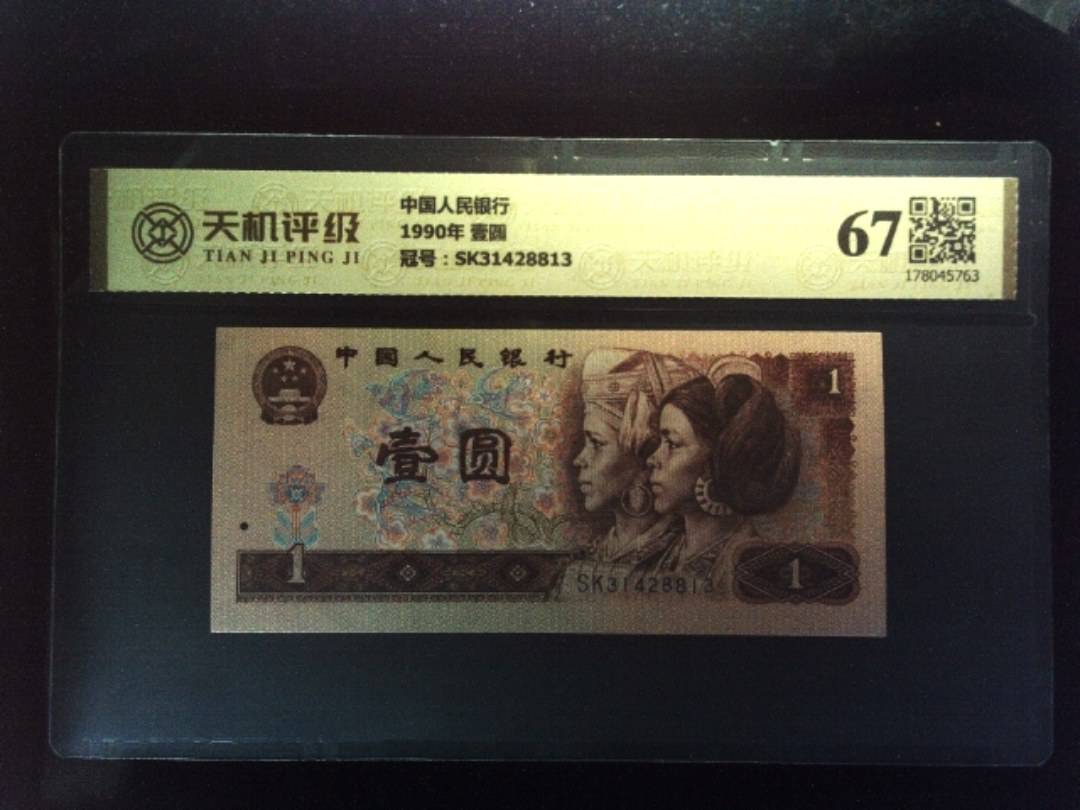 天机评级
TIAN JI PING JI
中国人民银行
1990年 壹圆
冠号：SK31428813
67
178045763
中国人民银行
1
壹圆
1
SK31428813
1